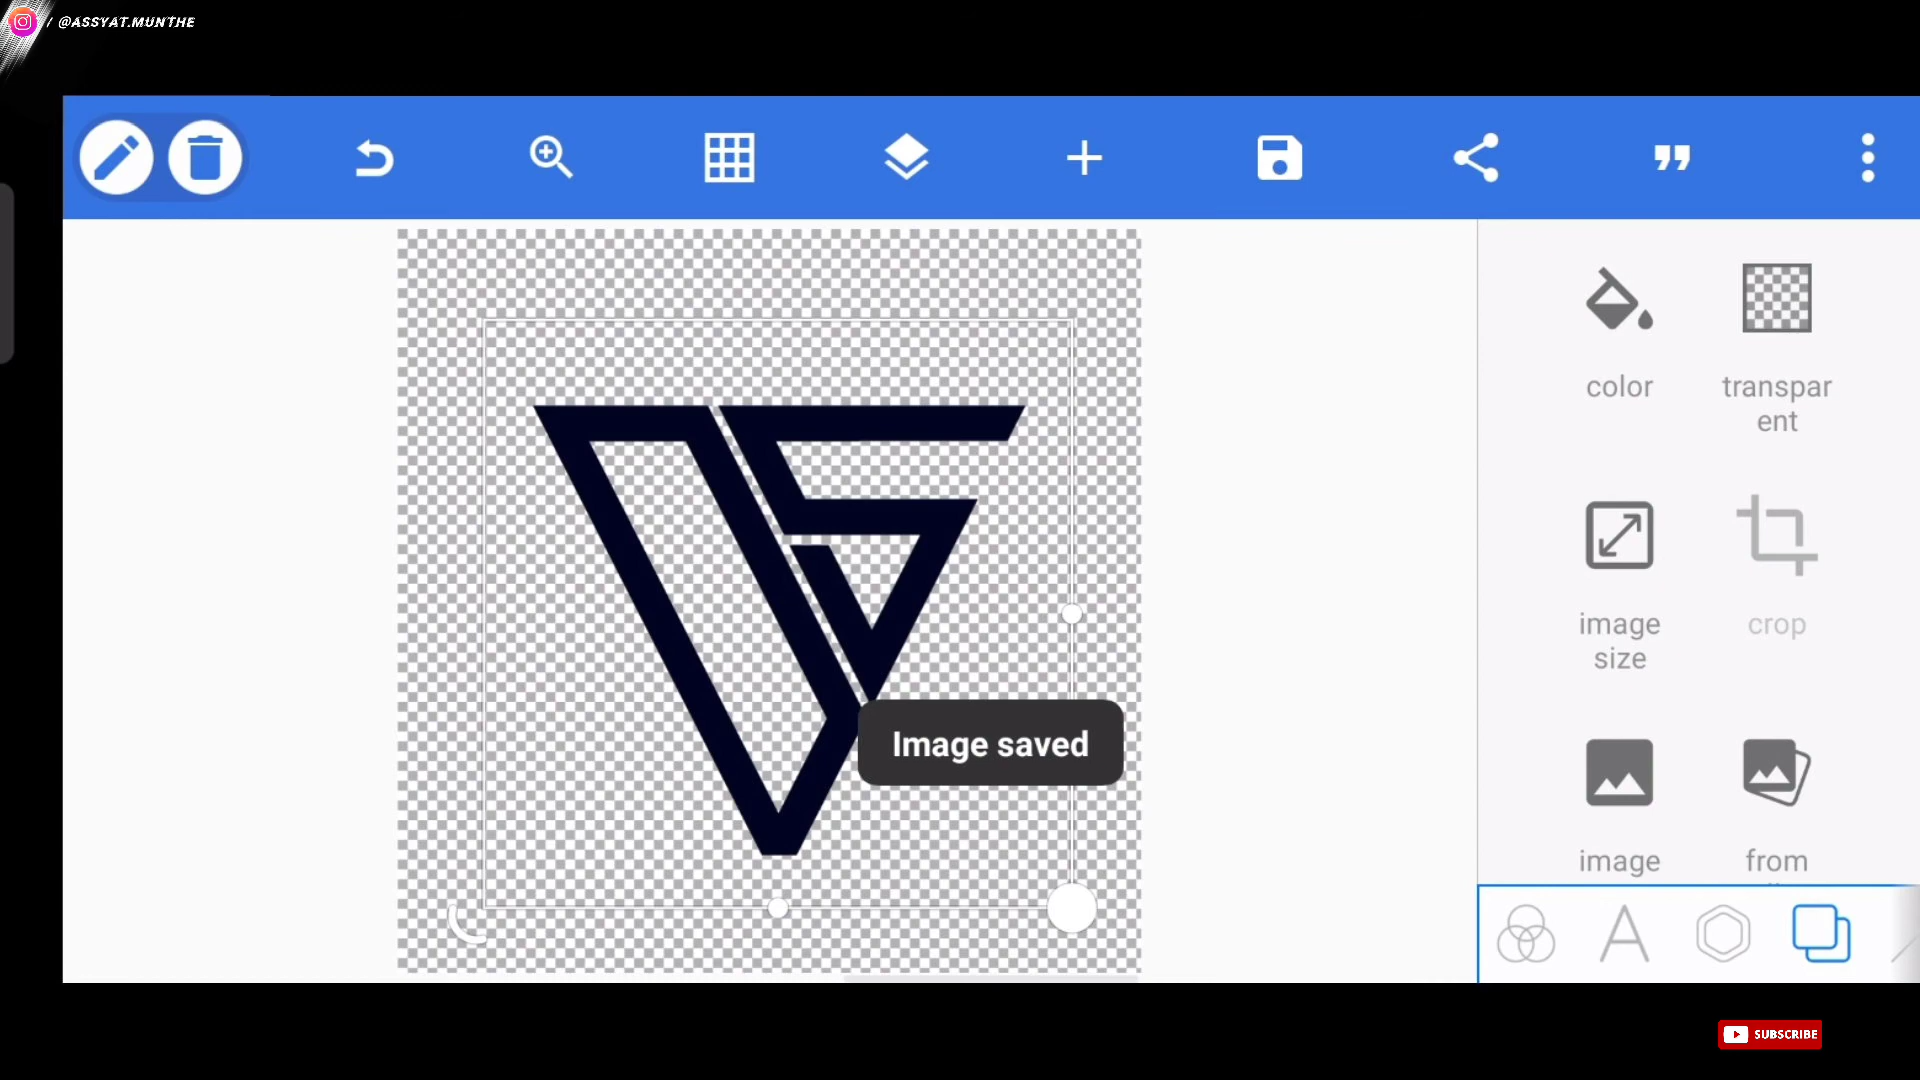 / @ASSYAT.MUNTHE
color
transpar
ent
image
size
crop
Image saved
image
from
SUBSCRIBE